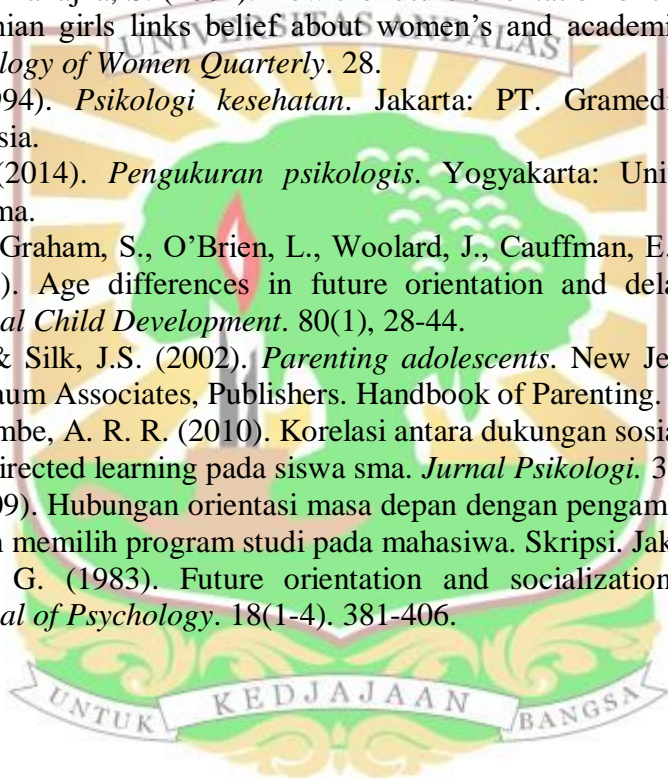 UNIVERSITAS ANDALAS
nian girls links belief about women's and academi
logy of Women Quarterly. 28.
994). Psikologi kesehatan. Jakarta: PT. Gramedi
sia.
(2014). Pengukuran psikologis. Yogyakarta: Uni
ma.
Graham, S., O'Brien, L., Woolard, J., Cauffman, E.
). Age differences in future orientation and dela
al Child Development. 80(1), 28-44.
& Silk, J.S. (2002). Parenting adolescents. New Je
aum Associates, Publishers. Handbook of Parenting.
mbe, A. R. R. (2010). Korelasi antara dukungan sosia
irected learning pada siswa sma. Jurnal Psikologi. 3
09). Hubungan orientasi masa depan dengan pengam
n memilih program studi pada mahasiwa. Skripsi. Jak
G. (1983). Future orientation and socialization
al of Psychology. 18(1-4). 381-406.
UNTUK KEDJAJAAN BANGSA